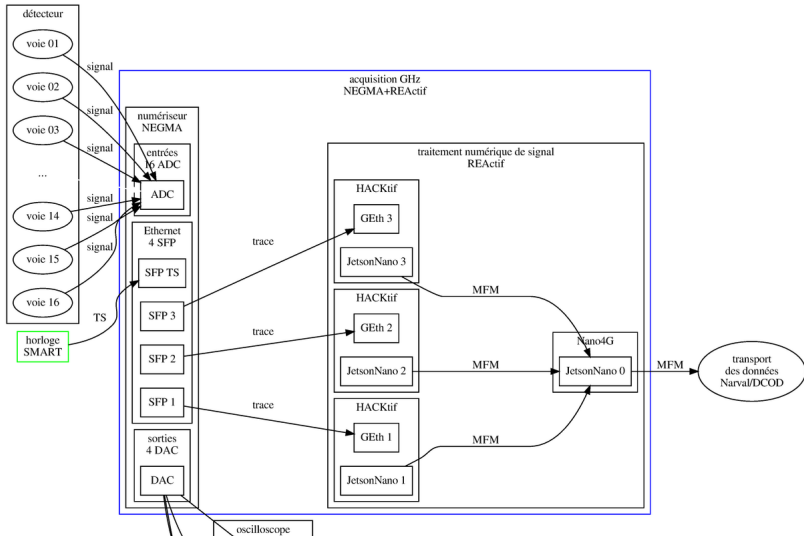 détecteur
voie 01
voie 02
voie 03
...
voie 14
voie 15
voie 16
horloge
SMART
signal
signal
signal
signal
signal
signal
TS
acquisition GHz
NEGMA+REActif
numériseur
NEGMA
entrées
16 ADC
ADC
Ethernet
4 SFP
SFP TS
SFP 3
SFP 2
SFP 1
sorties
4 DAC
DAC
trace
trace
trace
traitement numérique de signal
REActif
HACKtif
GEth 3
JetsonNano 3
HACKtif
GEth 2
JetsonNano 2
HACKtif
GEth 1
JetsonNano 1
MFM
MFM
MFM
Nano4G
JetsonNano 0
MFM
transport
des données
Narval/DCOD
oscilloscope